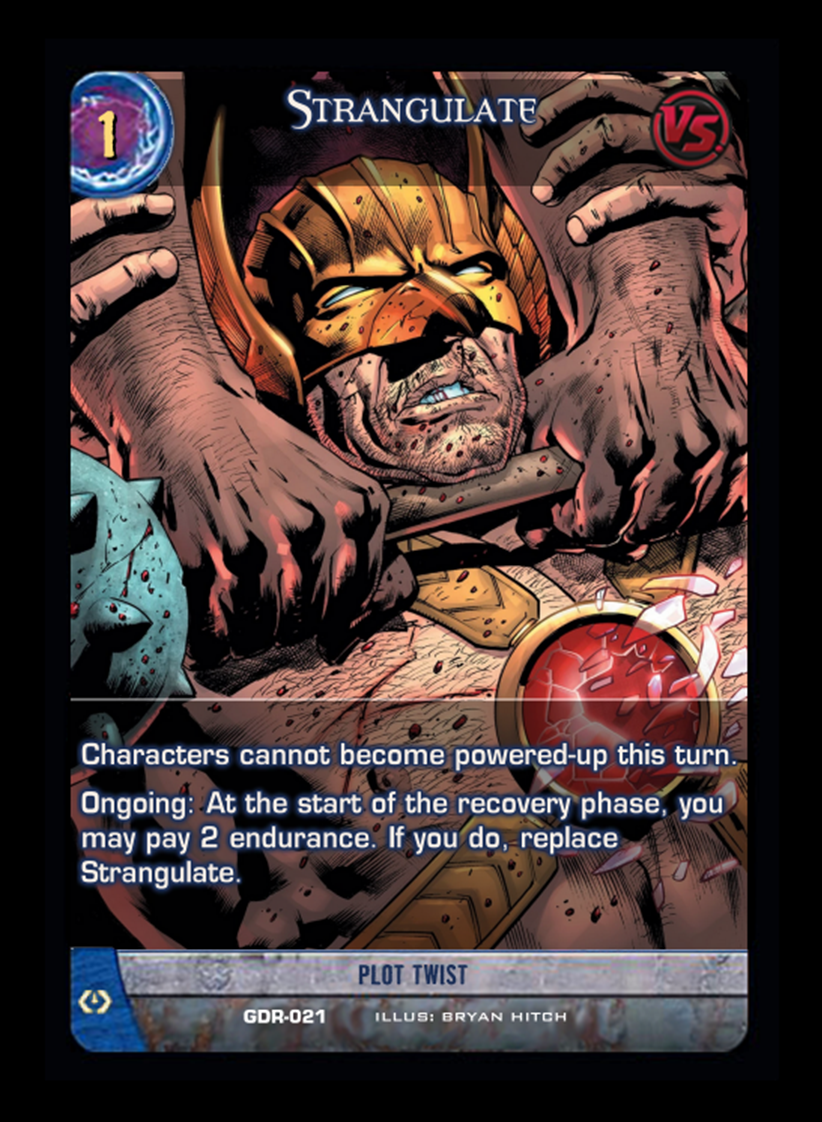 1
STRANGULATE
VS.
Characters cannot become powered-up this turn.
Ongoing: At the start of the recovery phase, you
may pay 2 endurance. If you do, replace
Strangulate.
PLOT TWIST
GDR-021 ILLUS: BRYAN HITCH